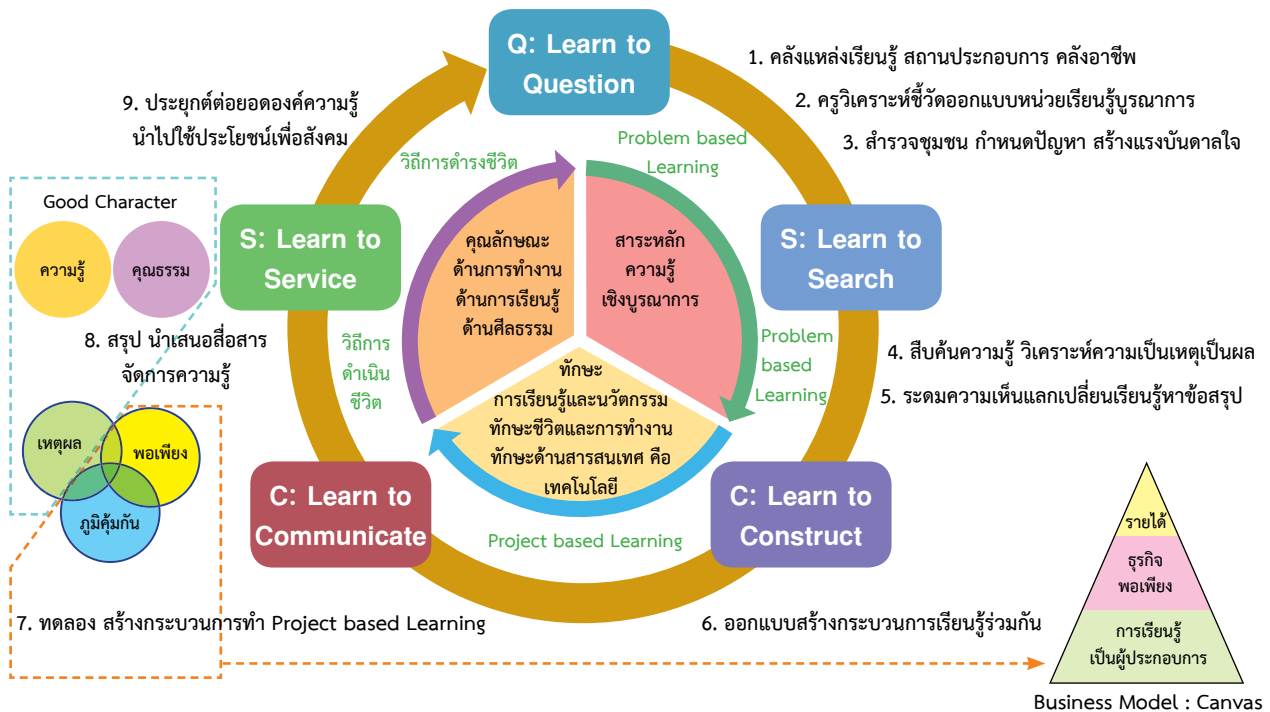 Q: Learn to
Question
1. คลังแหล่งเรียนรู้ สถานประกอบการ คลังอาชีพ
2. ครูวิเคราะห์ชี้วัดออกแบบหน่วยเรียนรู้บูรณาการ
3. สำรวจชุมชน กำหนดปัญหา สร้างแรงบันดาลใจ
9. ประยุกต์ต่อยอดองค์ความรู้
นำไปใช้ประโยชน์เพื่อสังคม
วิถีการดำรงชีวิต
Problem based
Learning
Good Character
ความรู้
คุณธรรม
S: Learn to
Service
คุณลักษณะ
ด้านการทำงาน
ด้านการเรียนรู้
ด้านศีลธรรม
สาระหลัก
ความรู้
เชิงบูรณาการ
S: Learn to
Search
8. สรุป นำเสนอสื่อสาร
จัดการความรู้
วิถีการ
ดำเนิน
ชีวิต
Problem
based
Learning
4. สืบค้นความรู้ วิเคราะห์ความเป็นเหตุเป็นผล
5. ระดมความเห็นแลกเปลี่ยนเรียนรู้หาข้อสรุป
ทักษะ
การเรียนรู้และนวัตกรรม
ทักษะชีวิตและการทำงาน
ทักษะด้านสารสนเทศ คือ
เทคโนโลยี
เหตุผล
พอเพียง
ภูมิคุ้มกัน
C: Learn to
Communicate
Project based Learning
C: Learn to
Construct
7. ทดลอง สร้างกระบวนการทำ Project based Learning
6. ออกแบบสร้างกระบวนการเรียนรู้ร่วมกัน
รายได้
ธุรกิจ
พอเพียง
การเรียนรู้
เป็นผู้ประกอบการ
Business Model : Canvas